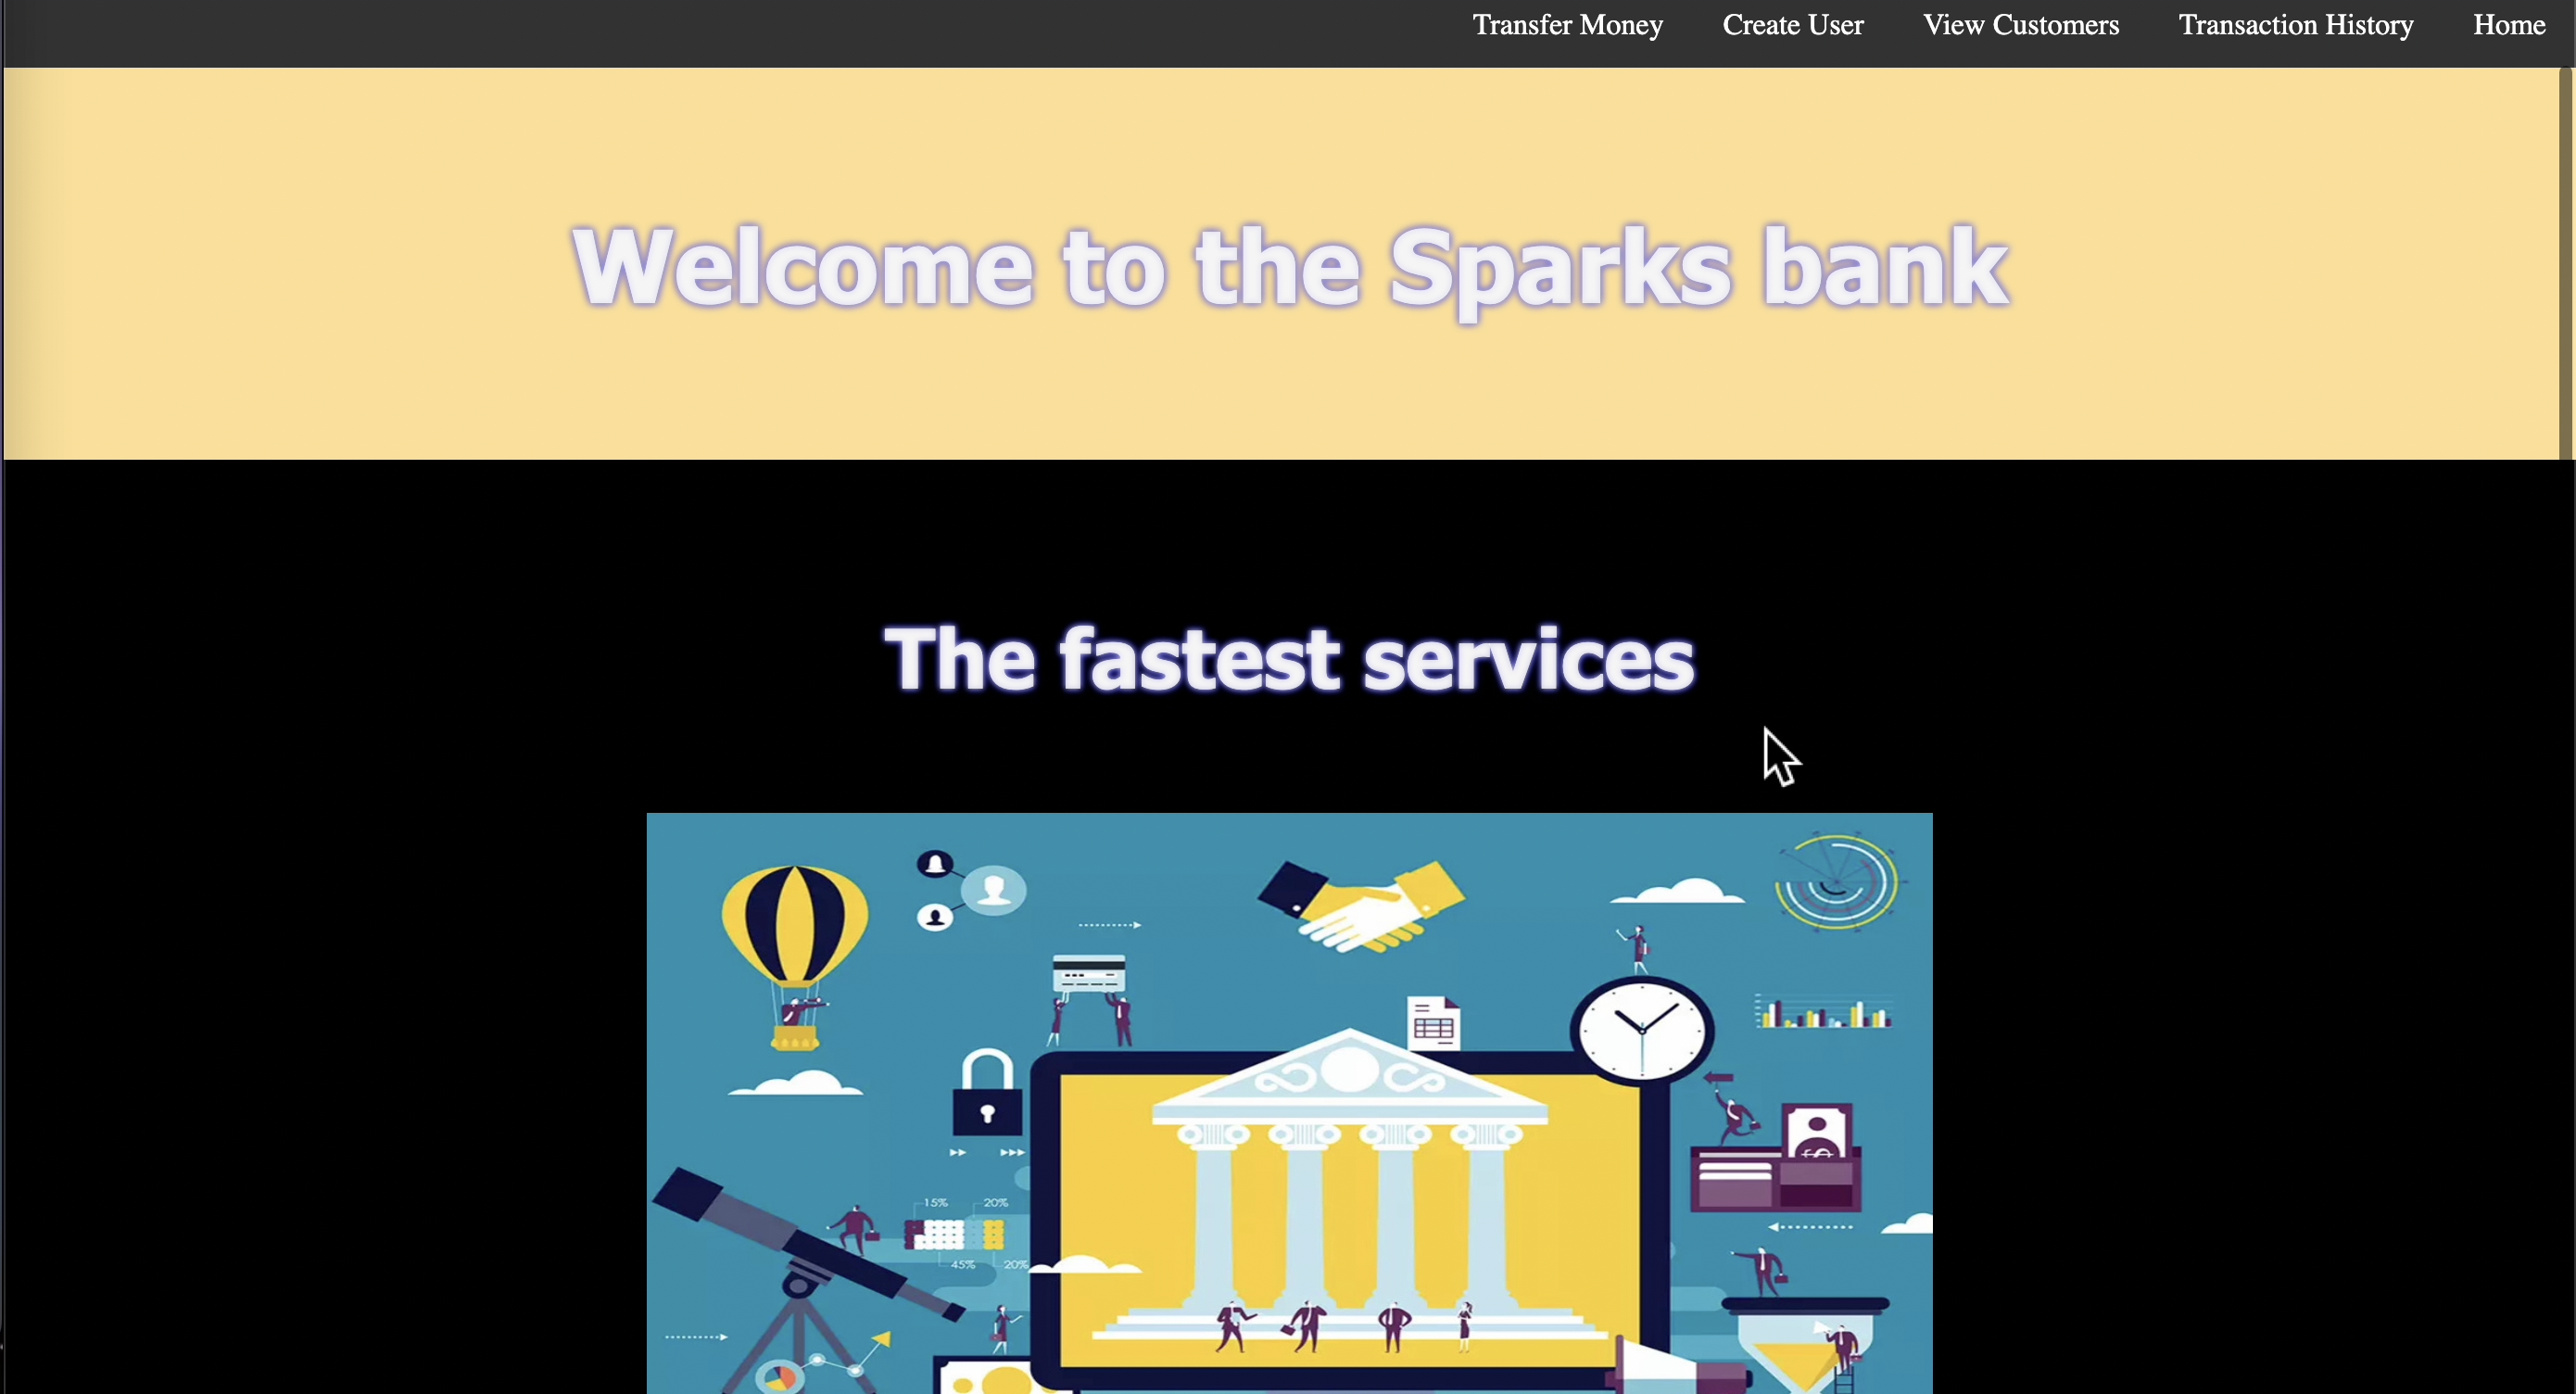 Transfer Money Create User View Customers Transaction History Home
Welcome to the Sparks bank
The fastest services
15% 20%
45% 20%